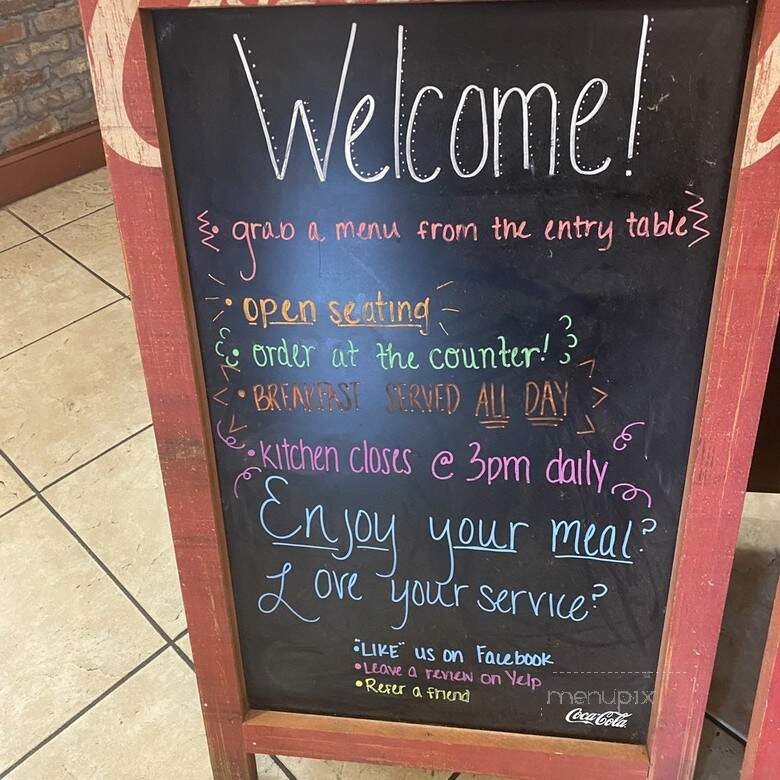 Welcome!
• grab a menu from the entry table
• open seating
• order at the counter!
• BREAKFAST SERVED ALL DAY
• kitchen closes @ 3pm daily
Enjoy your meal?
Love your service?
• "LIKE" us on Facebook
• Leave a review on Yelp
• Refer a friend
menupix
Coca-Cola